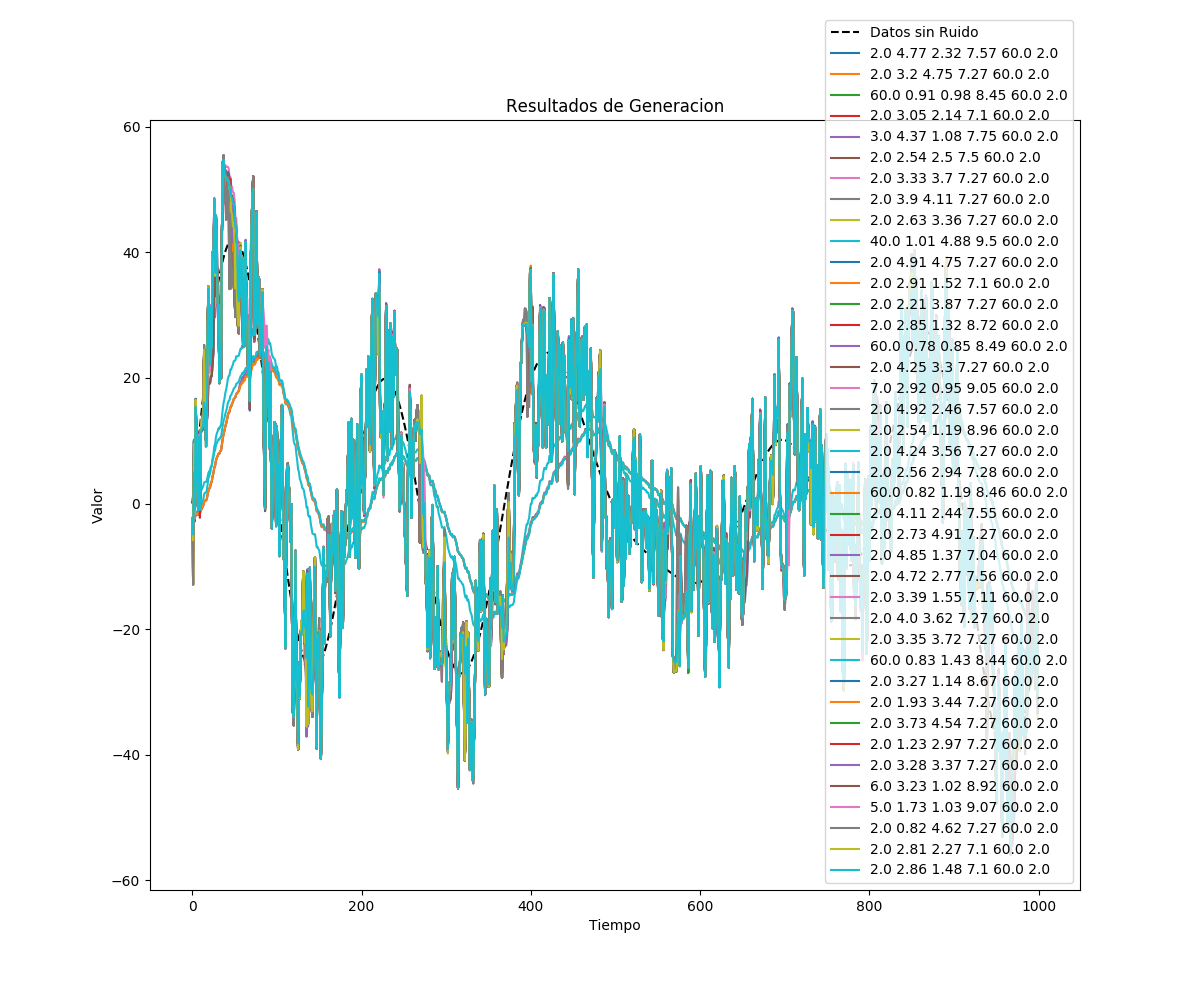 Resultados de Generacion
Valor
60
40
20
0
−20
−40
−60
0
200
400
600
800
1000
Tiempo
Datos sin Ruido
2.0 4.77 2.32 7.57 60.0 2.0
2.0 3.2 4.75 7.27 60.0 2.0
60.0 0.91 0.98 8.45 60.0 2.0
2.0 3.05 2.14 7.1 60.0 2.0
3.0 4.37 1.08 7.75 60.0 2.0
2.0 2.54 2.5 7.5 60.0 2.0
2.0 3.33 3.7 7.27 60.0 2.0
2.0 3.9 4.11 7.27 60.0 2.0
2.0 2.63 3.36 7.27 60.0 2.0
40.0 1.01 4.88 9.5 60.0 2.0
2.0 4.91 4.75 7.27 60.0 2.0
2.0 2.91 1.52 7.1 60.0 2.0
2.0 2.21 3.87 7.27 60.0 2.0
2.0 2.85 1.32 8.72 60.0 2.0
60.0 0.78 0.85 8.49 60.0 2.0
2.0 4.25 3.3 7.27 60.0 2.0
7.0 2.92 0.95 9.05 60.0 2.0
2.0 4.92 2.46 7.57 60.0 2.0
2.0 2.54 1.19 8.96 60.0 2.0
2.0 4.24 3.56 7.27 60.0 2.0
2.0 2.56 2.94 7.28 60.0 2.0
60.0 0.82 1.19 8.46 60.0 2.0
2.0 4.11 2.44 7.55 60.0 2.0
2.0 2.73 4.91 7.27 60.0 2.0
2.0 4.85 1.37 7.04 60.0 2.0
2.0 4.72 2.77 7.56 60.0 2.0
2.0 3.39 1.55 7.11 60.0 2.0
2.0 4.0 3.62 7.27 60.0 2.0
2.0 3.35 3.72 7.27 60.0 2.0
60.0 0.83 1.43 8.44 60.0 2.0
2.0 3.27 1.14 8.67 60.0 2.0
2.0 1.93 3.44 7.27 60.0 2.0
2.0 3.73 4.54 7.27 60.0 2.0
2.0 1.23 2.97 7.27 60.0 2.0
2.0 3.28 3.37 7.27 60.0 2.0
6.0 3.23 1.02 8.92 60.0 2.0
5.0 1.73 1.03 9.07 60.0 2.0
2.0 0.82 4.62 7.27 60.0 2.0
2.0 2.81 2.27 7.1 60.0 2.0
2.0 2.86 1.48 7.1 60.0 2.0